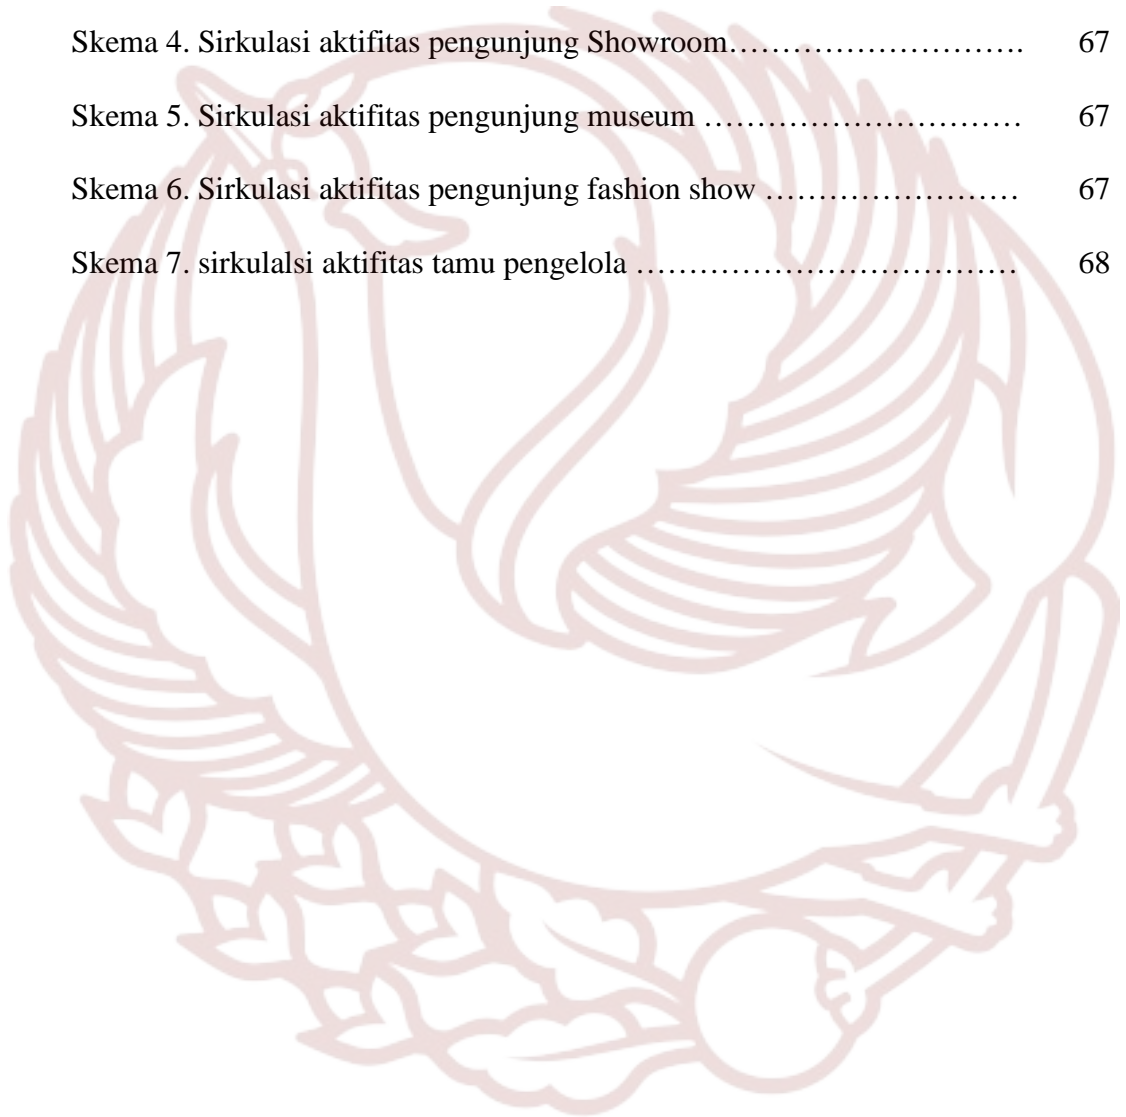 Skema 4. Sirkulasi aktifitas pengunjung Showroom………………………. 67
Skema 5. Sirkulasi aktifitas pengunjung museum ………………………… 67
Skema 6. Sirkulasi aktifitas pengunjung fashion show …………………… 67
Skema 7. sirkulalsi aktifitas tamu pengelola ……………………………… 68